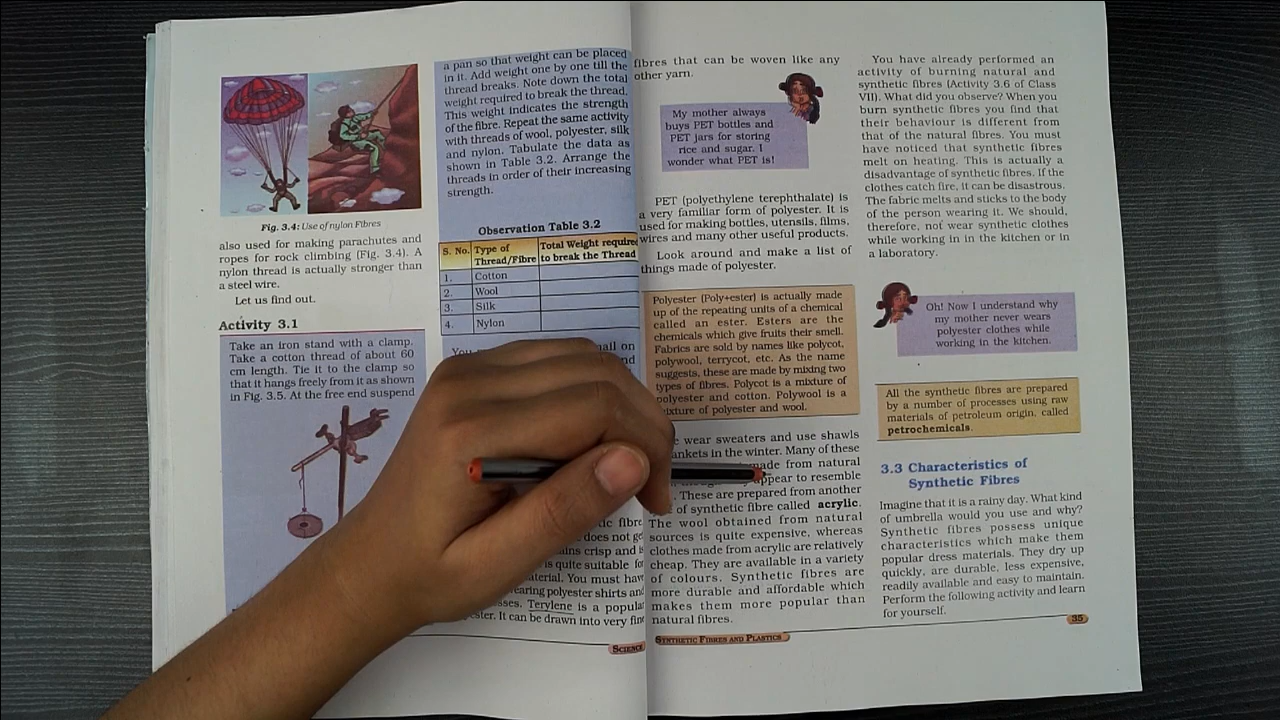 Fig. 3.4: Use of nylon Fibres
also used for making parachutes and
ropes for rock climbing (Fig. 3.4). A
nylon thread is actually stronger than
a steel wire.
Let us find out.
Activity 3.1
Take an iron stand with a clamp.
Take a cotton thread of about 60
cm length. Tie it to the clamp so
that it hangs freely from it as shown
in Fig. 3.5. At the free end suspend
a pan so that weight can be placed
in it. Add weight one by one till the
thread breaks. Note down the total
weight required to break the thread.
This weight indicates the strength
of the fibre. Repeat the same activity
with threads of wool, polyester, silk
and nylon. Tabulate the data as
shown in Table 3.2. Arrange the
threads in order of their increasing
strength.
Observation Table 3.2
S. No. Type of Thread/Fibre Total Weight required to break the Thread
1. Cotton
2. Wool
3. Silk
4. Nylon
You nail on
fibre
does not
crisp and
is quite suitable
You must have
polyester shirts and
Terylene is a popular
It can be drawn into very fine
SCIENCE
fibres that can be woven like any
other yarn.
My mother always
buys PET bottles and
PET jars for storing
rice and sugar. I
wonder what PET is!
PET (polyethylene terephthalate) is
a very familiar form of polyester. It is
used for making bottles, utensils, films,
wires and many other useful products.
Look around and make a list of
things made of polyester.
Polyester (Poly+ester) is actually made
up of the repeating units of a chemical
called an ester. Esters are the
chemicals which give fruits their smell.
Fabrics are sold by names like polycot,
polywool, terrycot, etc. As the name
suggests, these are made by mixing two
types of fibres. Polycot is a mixture of
polyester and cotton. Polywool is a
mixture of polyester and wool.
wear sweaters and use shawls
in the winter. Many of these
made from natural
appear to resemble
. These are prepared from another
of synthetic fibre called acrylic.
The wool obtained from natural
sources is quite expensive, whereas
clothes made from acrylic are relatively
cheap. They are available in a variety
of colours. Synthetic fibres are
more durable and affordable which
makes them more popular than
natural fibres.
SYNTHETIC FIBRES AND PLASTICS
You have already performed an
activity of burning natural and
synthetic fibres (Activity 3.6 of Class
VII). What did you observe? When you
burn synthetic fibres you find that
their behaviour is different from
that of the natural fibres. You must
have noticed that synthetic fibres
melt on heating. This is actually a
disadvantage of synthetic fibres. If the
clothes catch fire, it can be disastrous.
The fabric melts and sticks to the body
of the person wearing it. We should,
therefore, not wear synthetic clothes
while working in in the kitchen or in
a laboratory.
Oh! Now I understand why
my mother never wears
polyester clothes while
working in the kitchen.
All the synthetic fibres are prepared
by a number of processes using raw
materials of petroleum origin, called
petrochemicals.
3.3 Characteristics of
Synthetic Fibres
Imagine that it is a rainy day. What kind
of umbrella would you use and why?
Synthetic fibres possess unique
characteristics which make them
popular dress materials. They dry up
quickly, are durable, less expensive,
readily available and easy to maintain.
Perform the following activity and learn
for yourself.
35